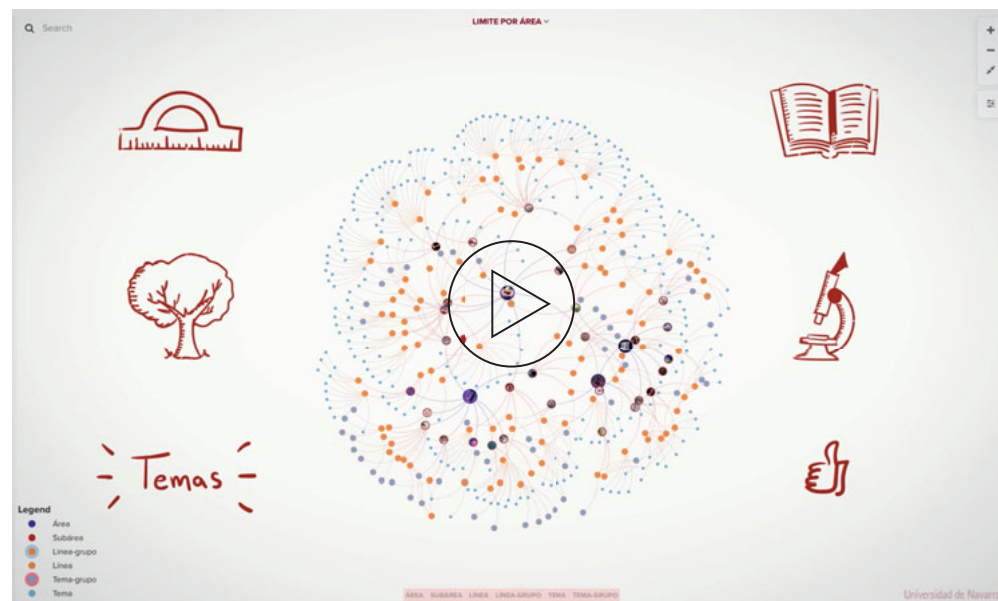 Search
LIMITE POR ÁREA
Temas
Legend
Área
Subárea
Línea-grupo
Línea
Tema-grupo
Tema
ÁREA SUBÁREA LÍNEA LÍNEA-GRUPO TEMA TEMA-GRUPO
Universidad de Navarra